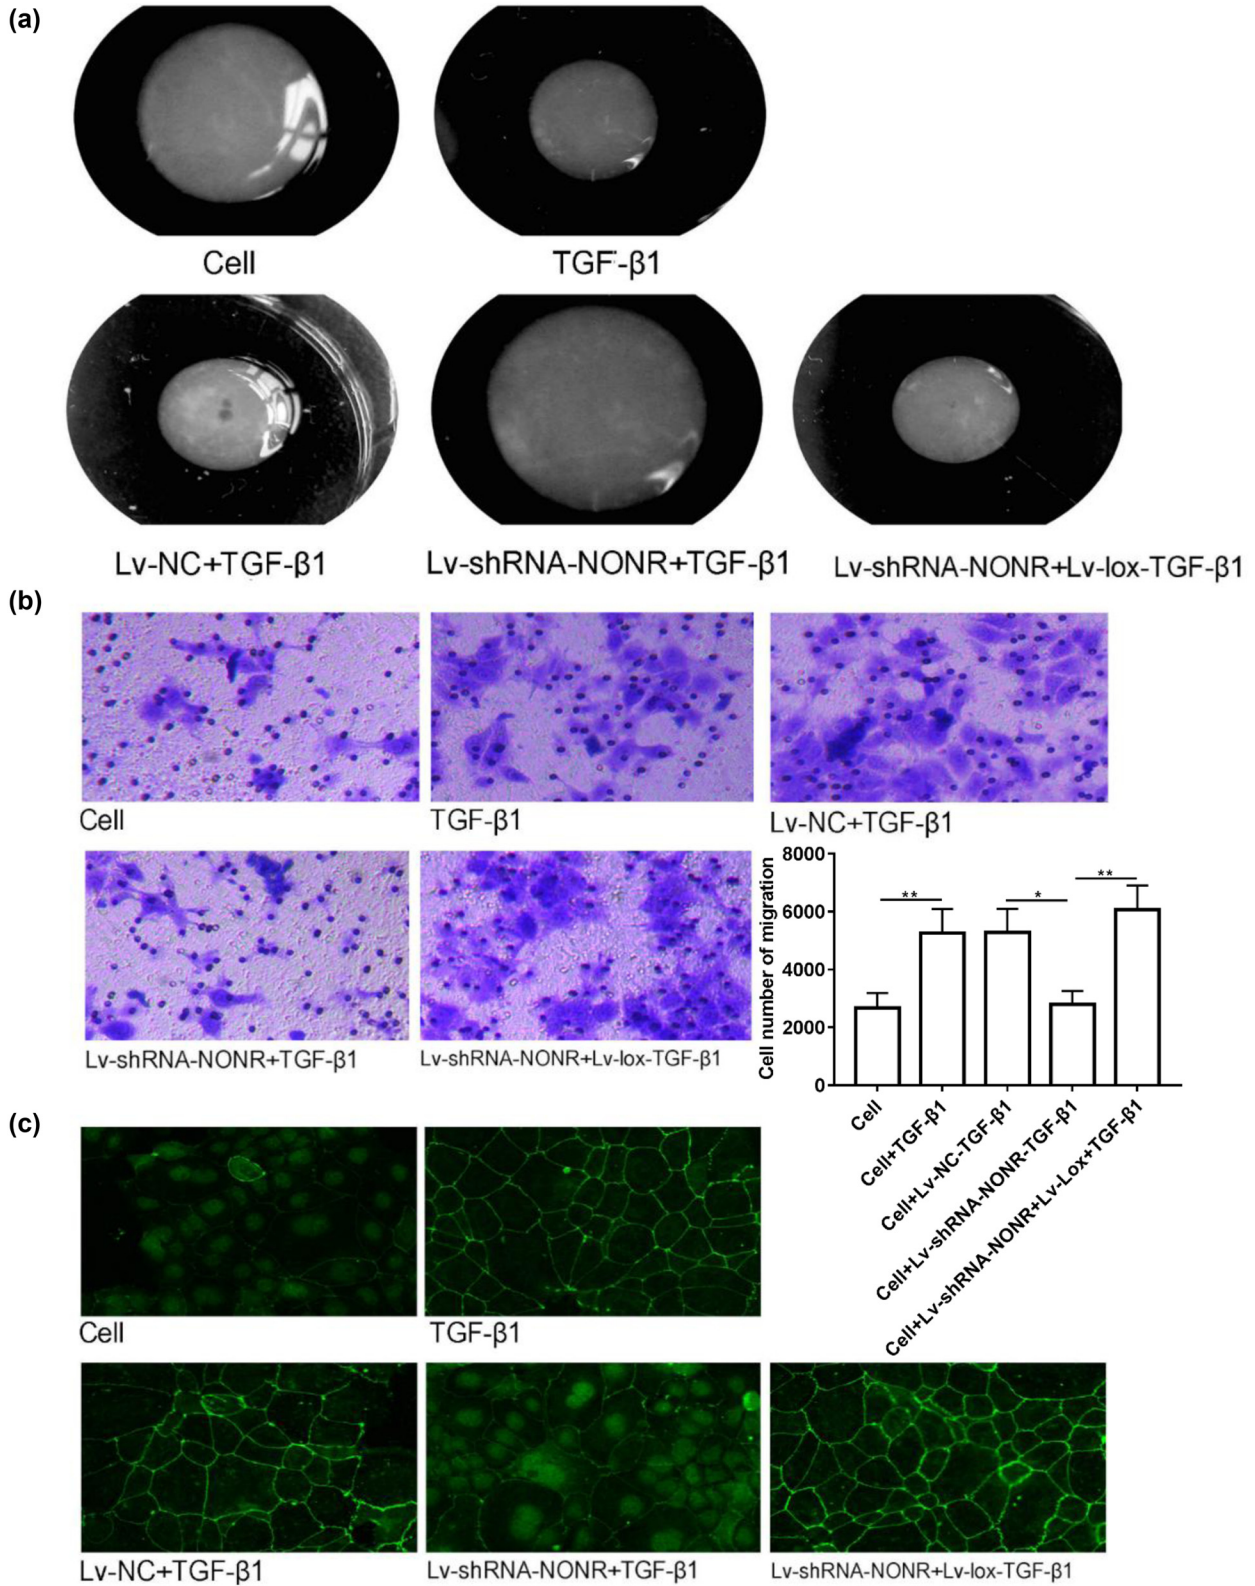 (a)
Cell
TGF-β1
Lv-NC+TGF-β1
Lv-shRNA-NONR+TGF-β1
Lv-shRNA-NONR+Lv-lox-TGF-β1
(b)
Cell
TGF-β1
Lv-NC+TGF-β1
Lv-shRNA-NONR+TGF-β1
Lv-shRNA-NONR+Lv-lox-TGF-β1
Cell number of migration
8000
6000
4000
2000
0
**
*
**
Cell
Cell+TGF-β1
Cell+Lv-NC-TGF-β1
Cell+Lv-shRNA-NONR-TGF-β1
Cell+Lv-shRNA-NONR+Lv-Lox+TGF-β1
(c)
Cell
TGF-β1
Lv-NC+TGF-β1
Lv-shRNA-NONR+TGF-β1
Lv-shRNA-NONR+Lv-lox-TGF-β1